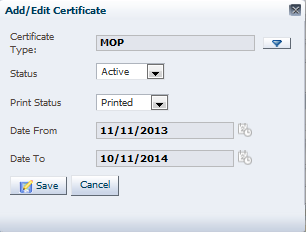 Add/Edit Certificate
Certificate
Type: MOP
Status Active
Print Status Printed
Date From 11/11/2013
Date To 10/11/2014
Save Cancel